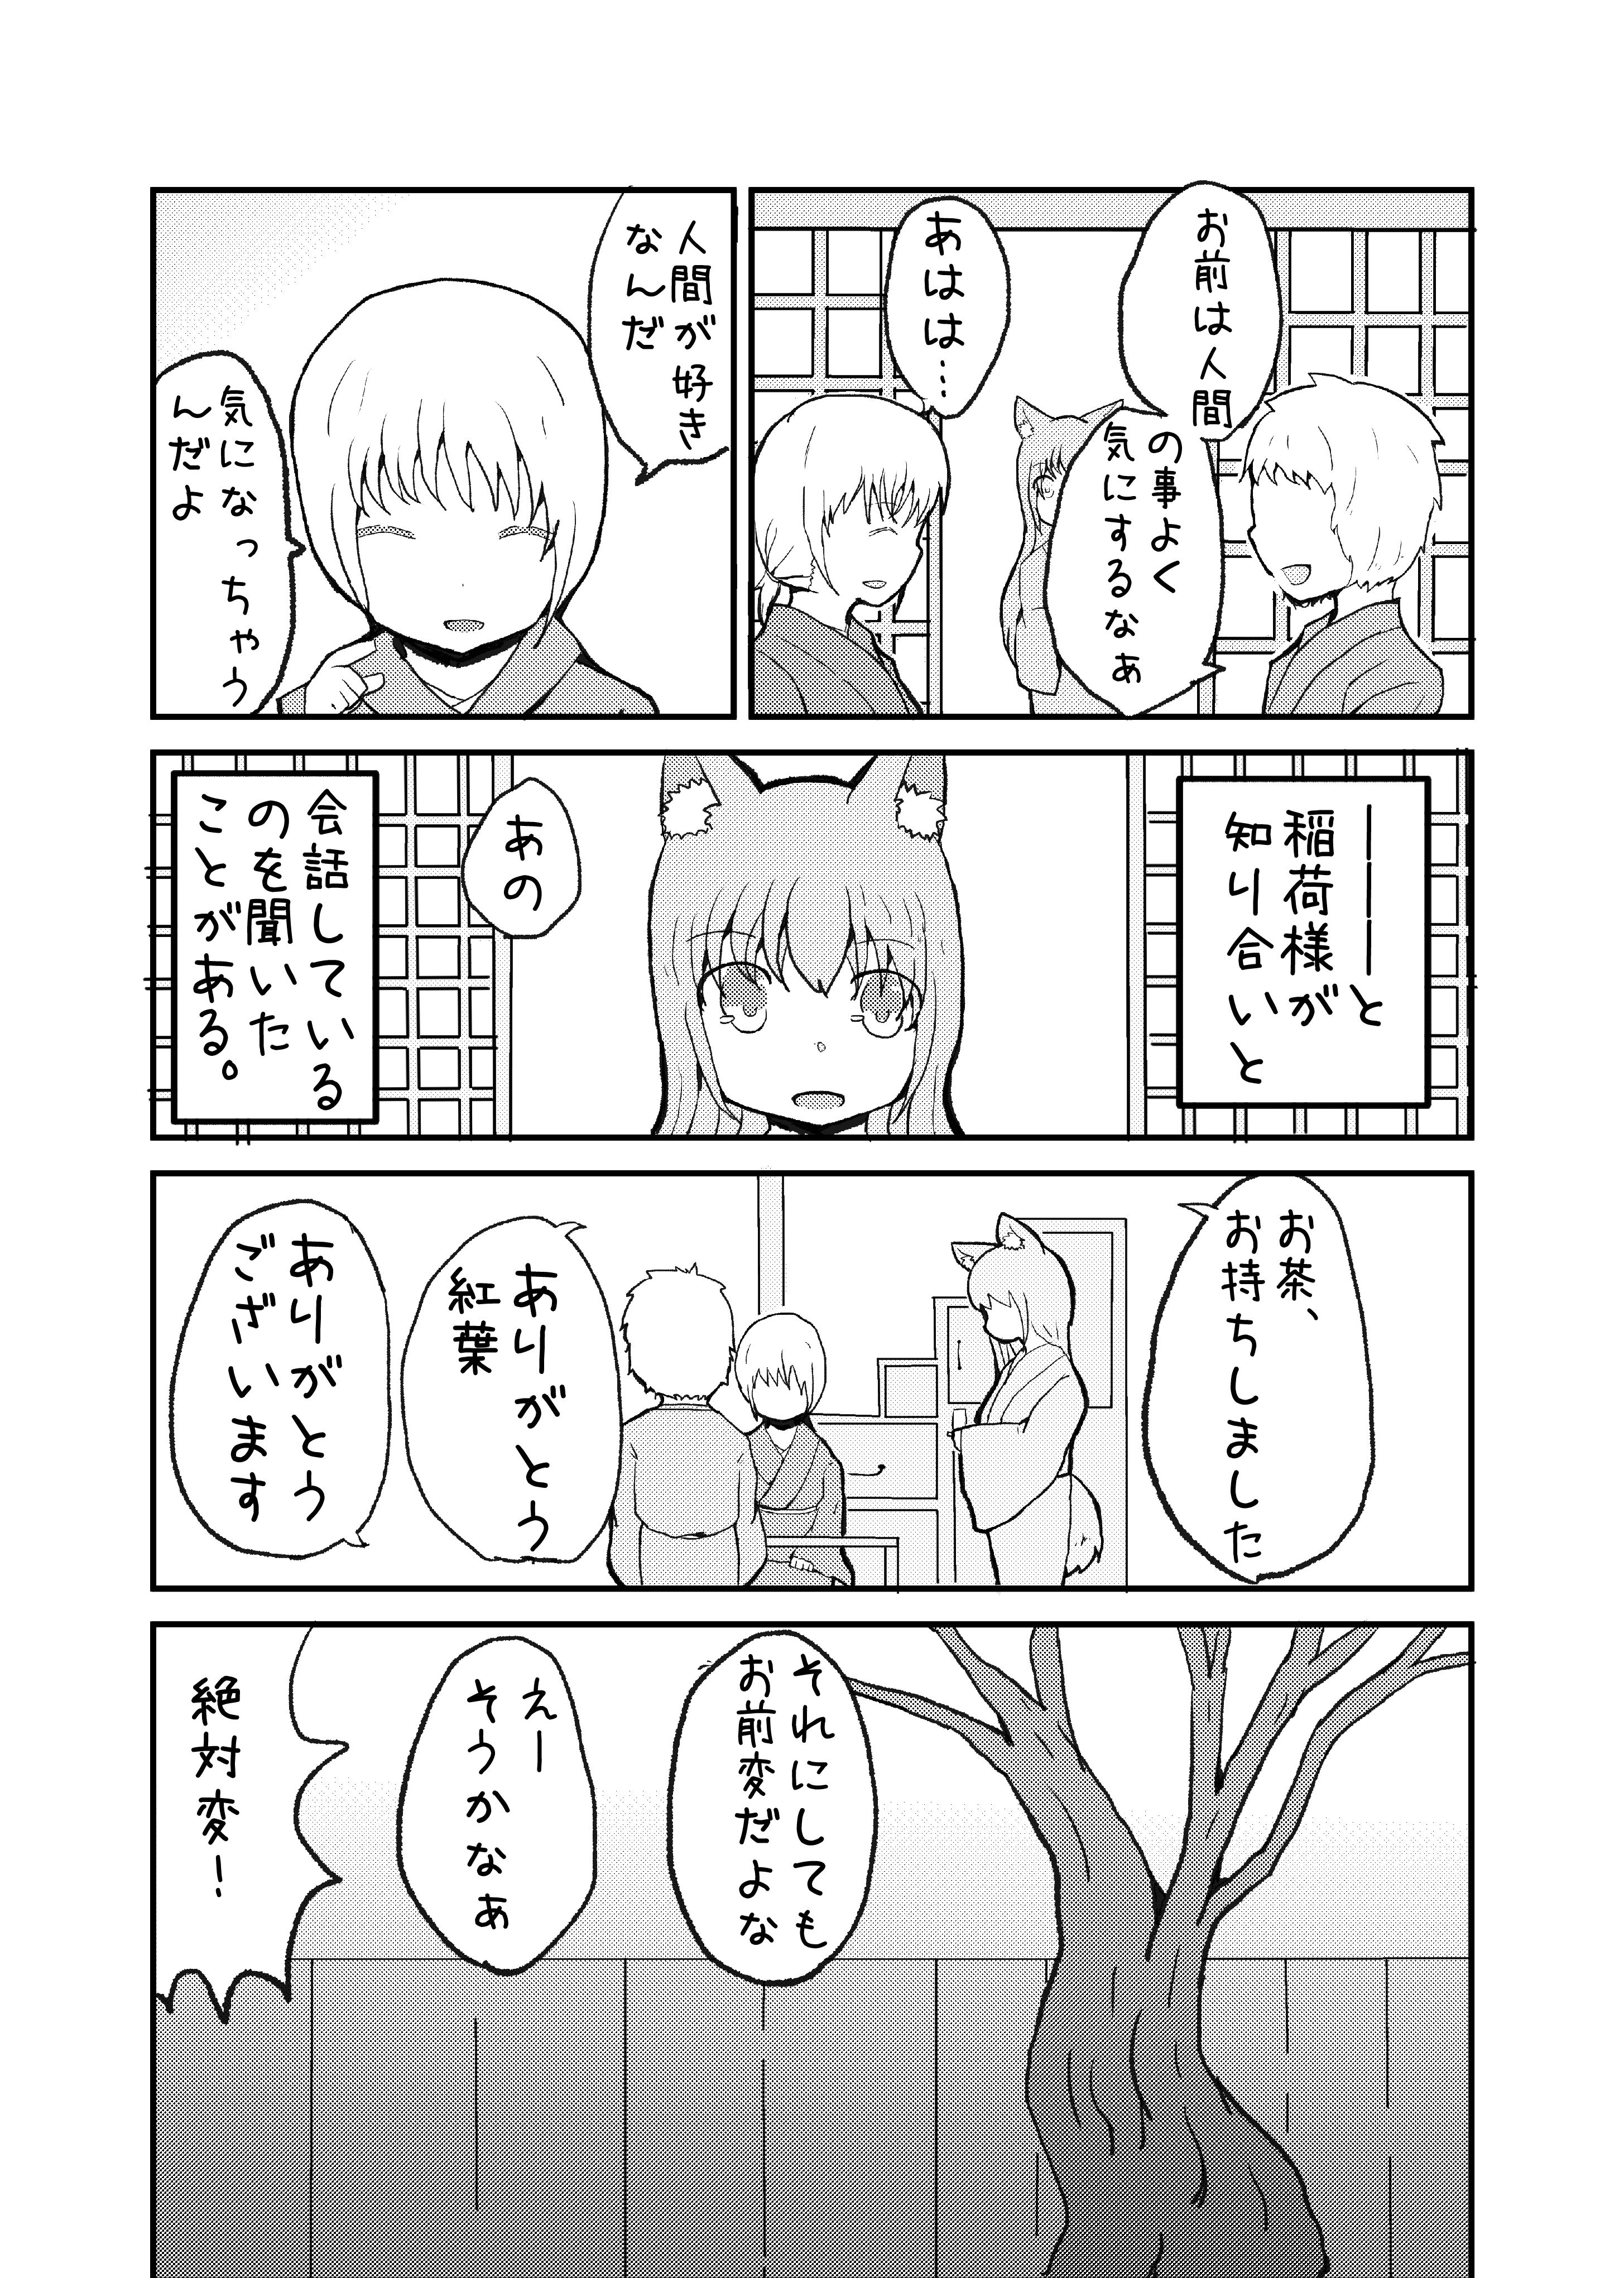 お前は人間
の事よく
気にするなぁ
あはは…
人間が好き
なんだ
気になっちゃう
んだよ
―――と
稲荷様が
知り合いと
あの
会話している
のを聞いた
ことがある。
お茶、
お持ちしました
ありがとう
紅葉
ありがとう
ございます
それにしても
お前変だよな
えー
そうかなぁ
絶対変！